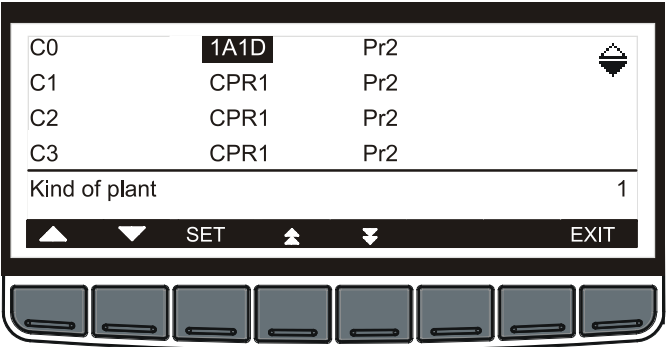 C0 1A1D Pr2
C1 CPR1 Pr2
C2 CPR1 Pr2
C3 CPR1 Pr2
Kind of plant 1
SET EXIT